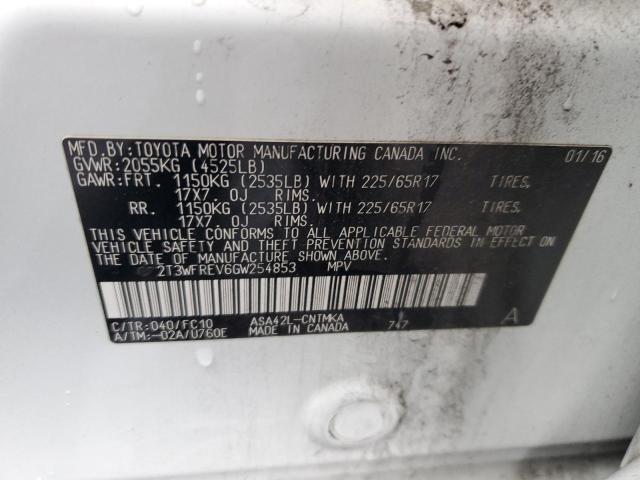 MFD.BY:TOYOTA MOTOR MANUFACTURING CANADA INC. 01/16
GVWR:2055KG (4525LB)
GAWR:FRT. 1150KG (2535LB) WITH 225/65R17 TIRES,
17X7. 0J RIMS.
RR. 1150KG (2535LB) WITH 225/65R17 TIRES,
17X7. 0J RIMS.
THIS VEHICLE CONFORMS TO ALL APPLICABLE FEDERAL MOTOR
VEHICLE SAFETY AND THEFT PREVENTION STANDARDS IN EFFECT ON
THE DATE OF MANUFACTURE SHOWN ABOVE.
2T3WFREV6GW254853 MPV
C/TR:040/FC10 ASA42L-CNTMKA 747 A
A/TM:-02A/U760E MADE IN CANADA